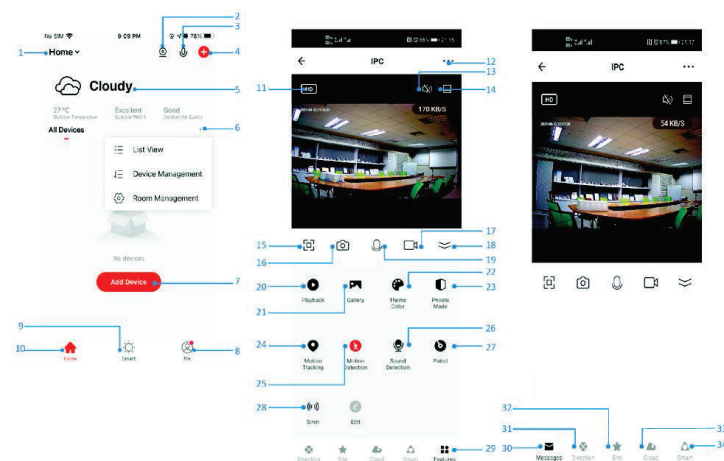 2
3
No SIM
9:09 PM
78%
1
Home
4
Cloudy
5
27°C
Excellent
Good
Outdoor Temperature
Outdoor PM2.5
Outdoor Air Quality
All Devices
6
List View
Device Management
Room Management
No devices
Add Device
7
9
10
8
Home
Smart
Me
21:15
IPC
12
13
11
HD
14
170 KB/S
15
16
17
18
19
20
22
23
Playback
Gallery
Theme Color
Private Mode
21
24
26
27
Motion Tracking
Motion Detection
Sound Detection
Patrol
25
28
Siren
Edit
29
Direction
Site
Cloud
Smart
Features
87%
21:17
IPC
HD
54 KB/S
32
31
33
30
34
Messages
Direction
Site
Cloud
Smart